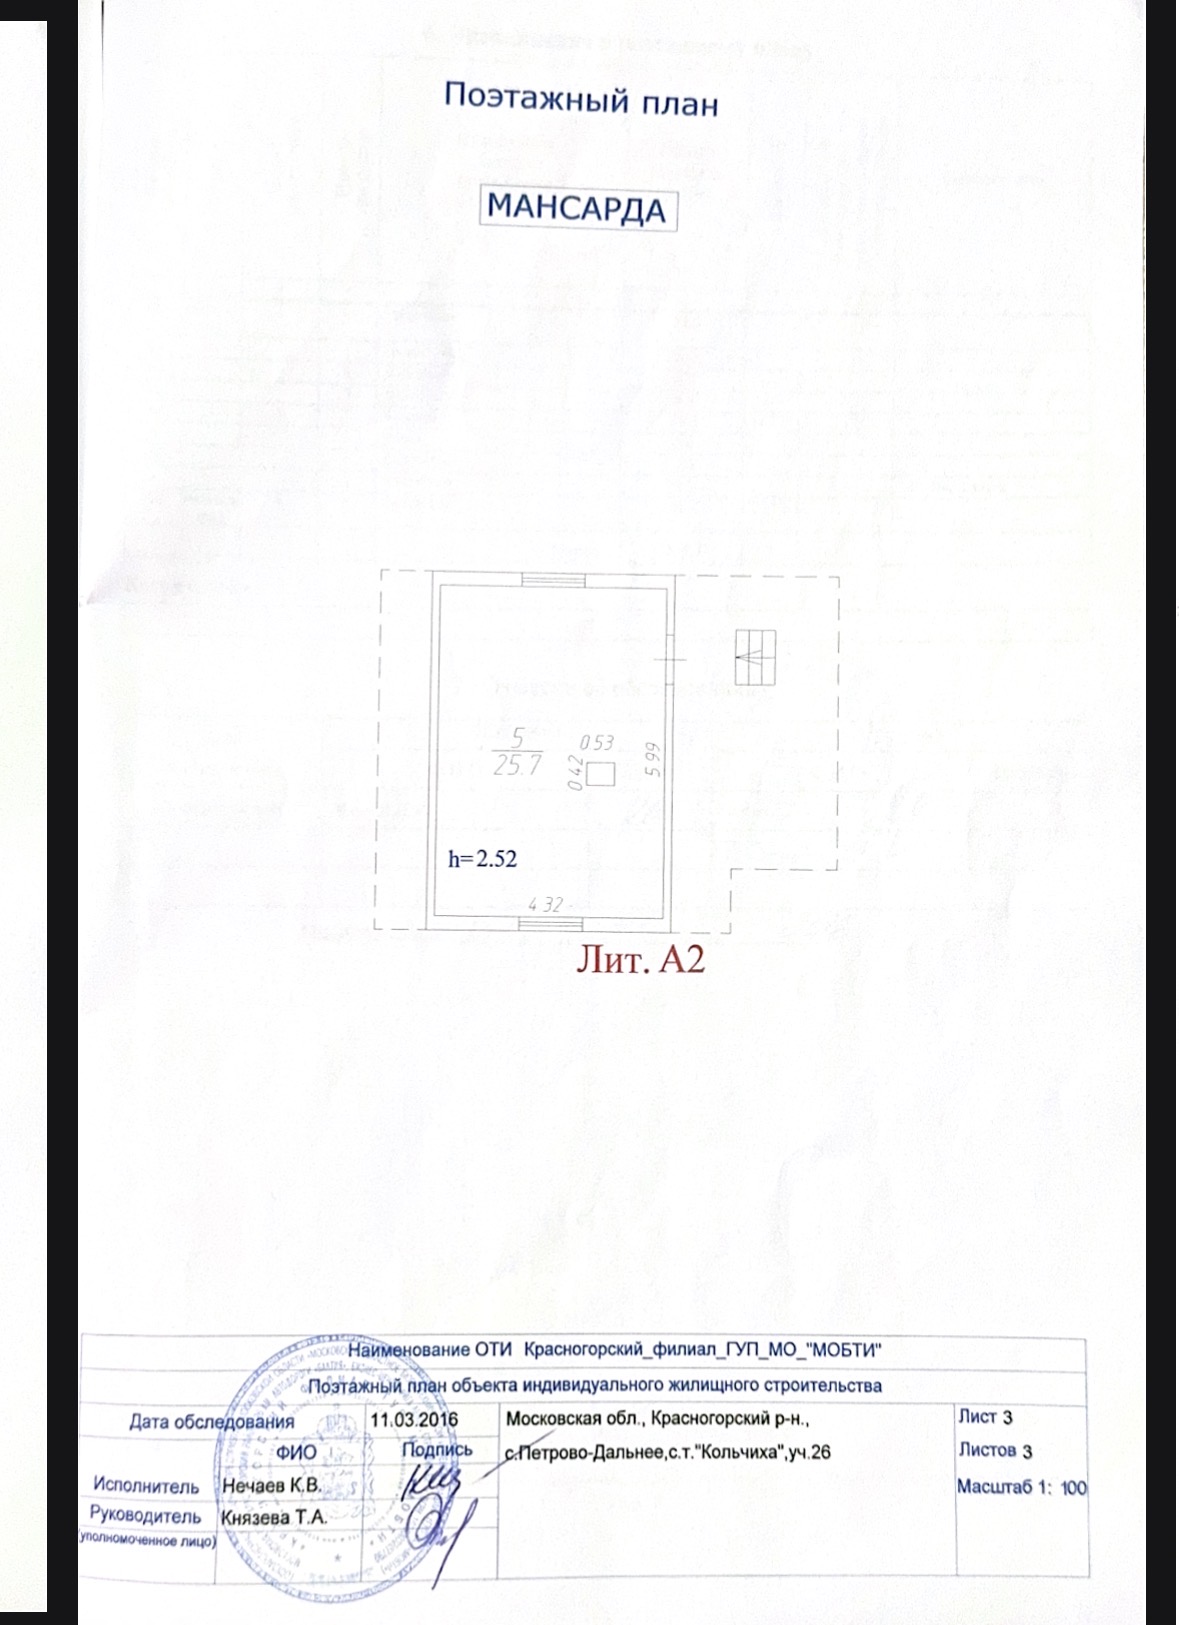 Поэтажный план
МАНСАРДА
5
25.7
0 53
0 42
5 99
h=2.52
4 32
Лит. А2
Наименование ОТИ Красногорский_филиал_ГУП_МО_"МОБТИ"
Поэтажный план объекта индивидуального жилищного строительства
Дата обследования 11.03.2016 Московская обл., Красногорский р-н., Лист 3
ФИО Подпись с.Петрово-Дальнее,с.т."Кольчиха",уч.26 Листов 3
Исполнитель Нечаев К.В. Масштаб 1: 100
Руководитель Князева Т.А.
(уполномоченное лицо)